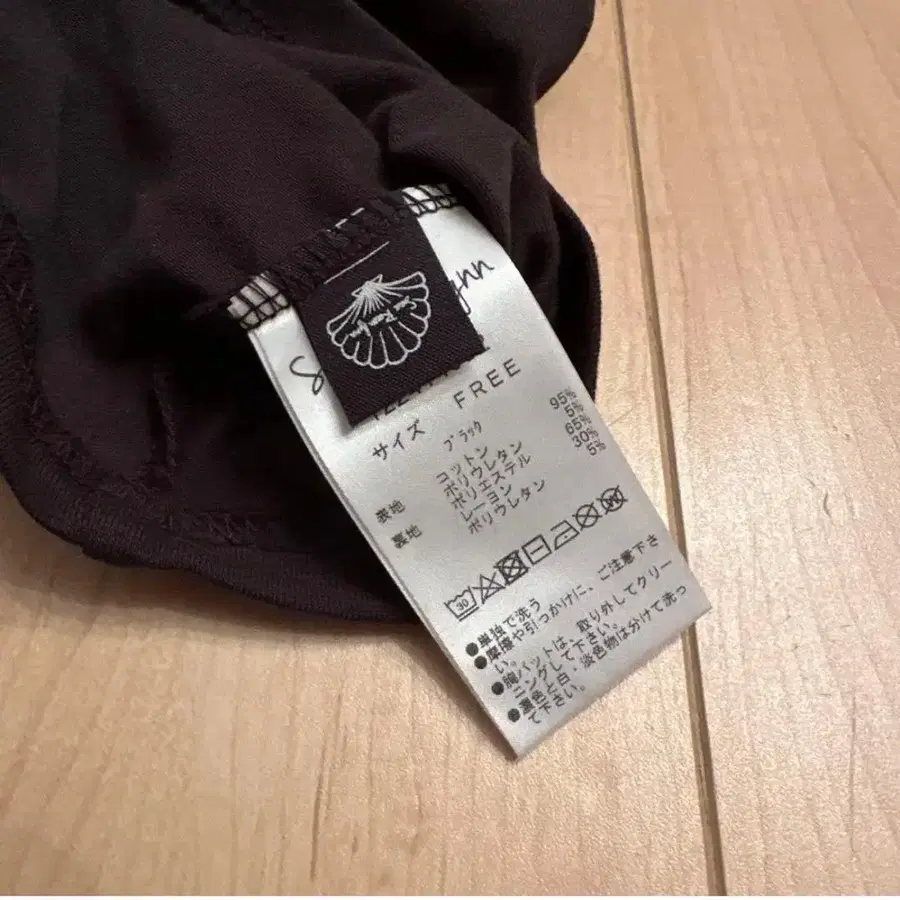 Sea Room lynn
ynn
FREE
サイズ
ブラック
表地 コットン 95%
ポリウレタン 5%
裏地 ポリエステル 65%
レーヨン 30%
ポリウレタン 5%
30
●単独で洗う
●摩擦や引っかけに、ご注意下さ
い。
●胸パットは、取り外してクリー
ニングして下さい。
●濃色と白・淡色物は分けて洗っ
て下さい。